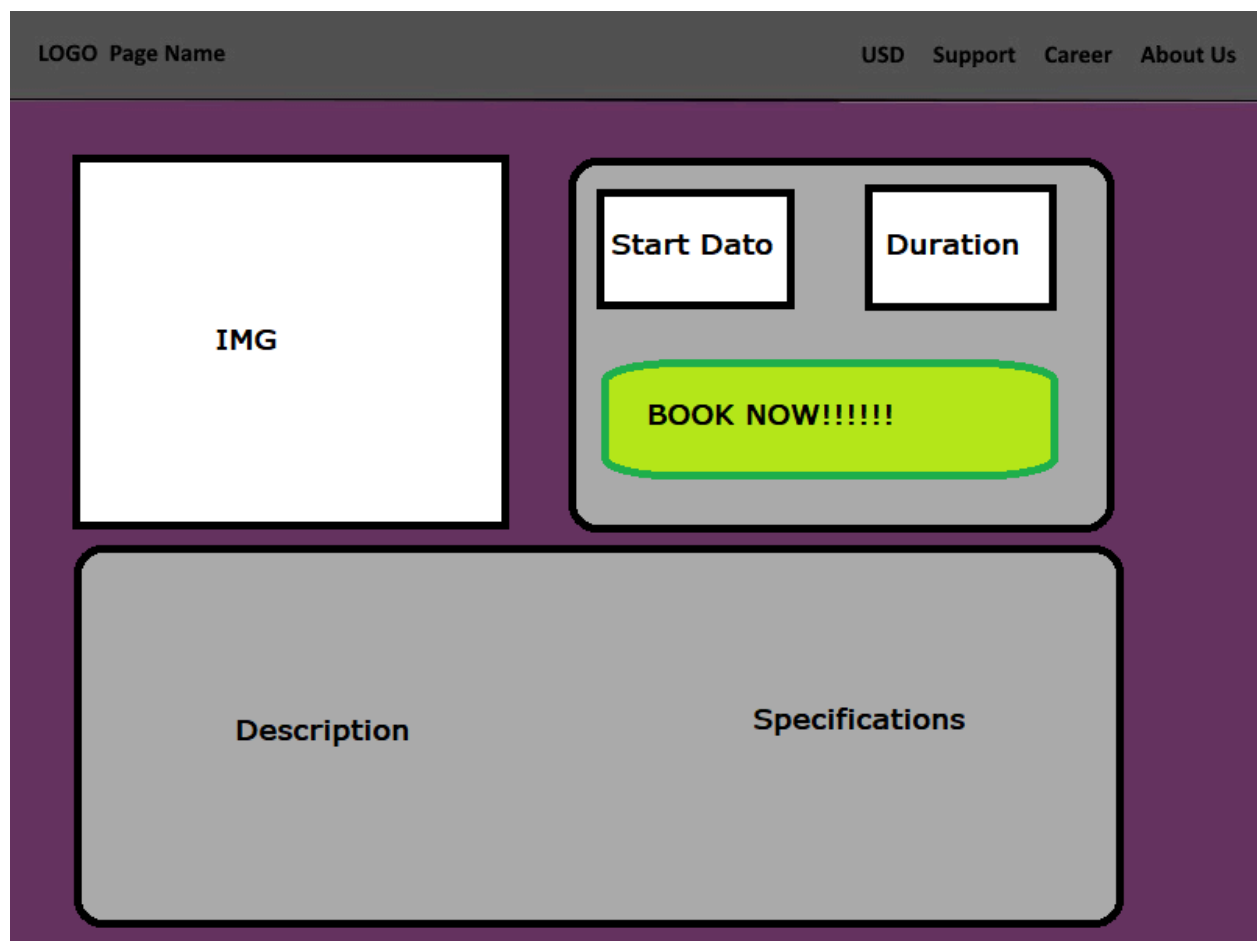 LOGO Page Name
USD Support Career About Us
IMG
Start Dato
Duration
BOOK NOW!!!!!!
Description
Specifications